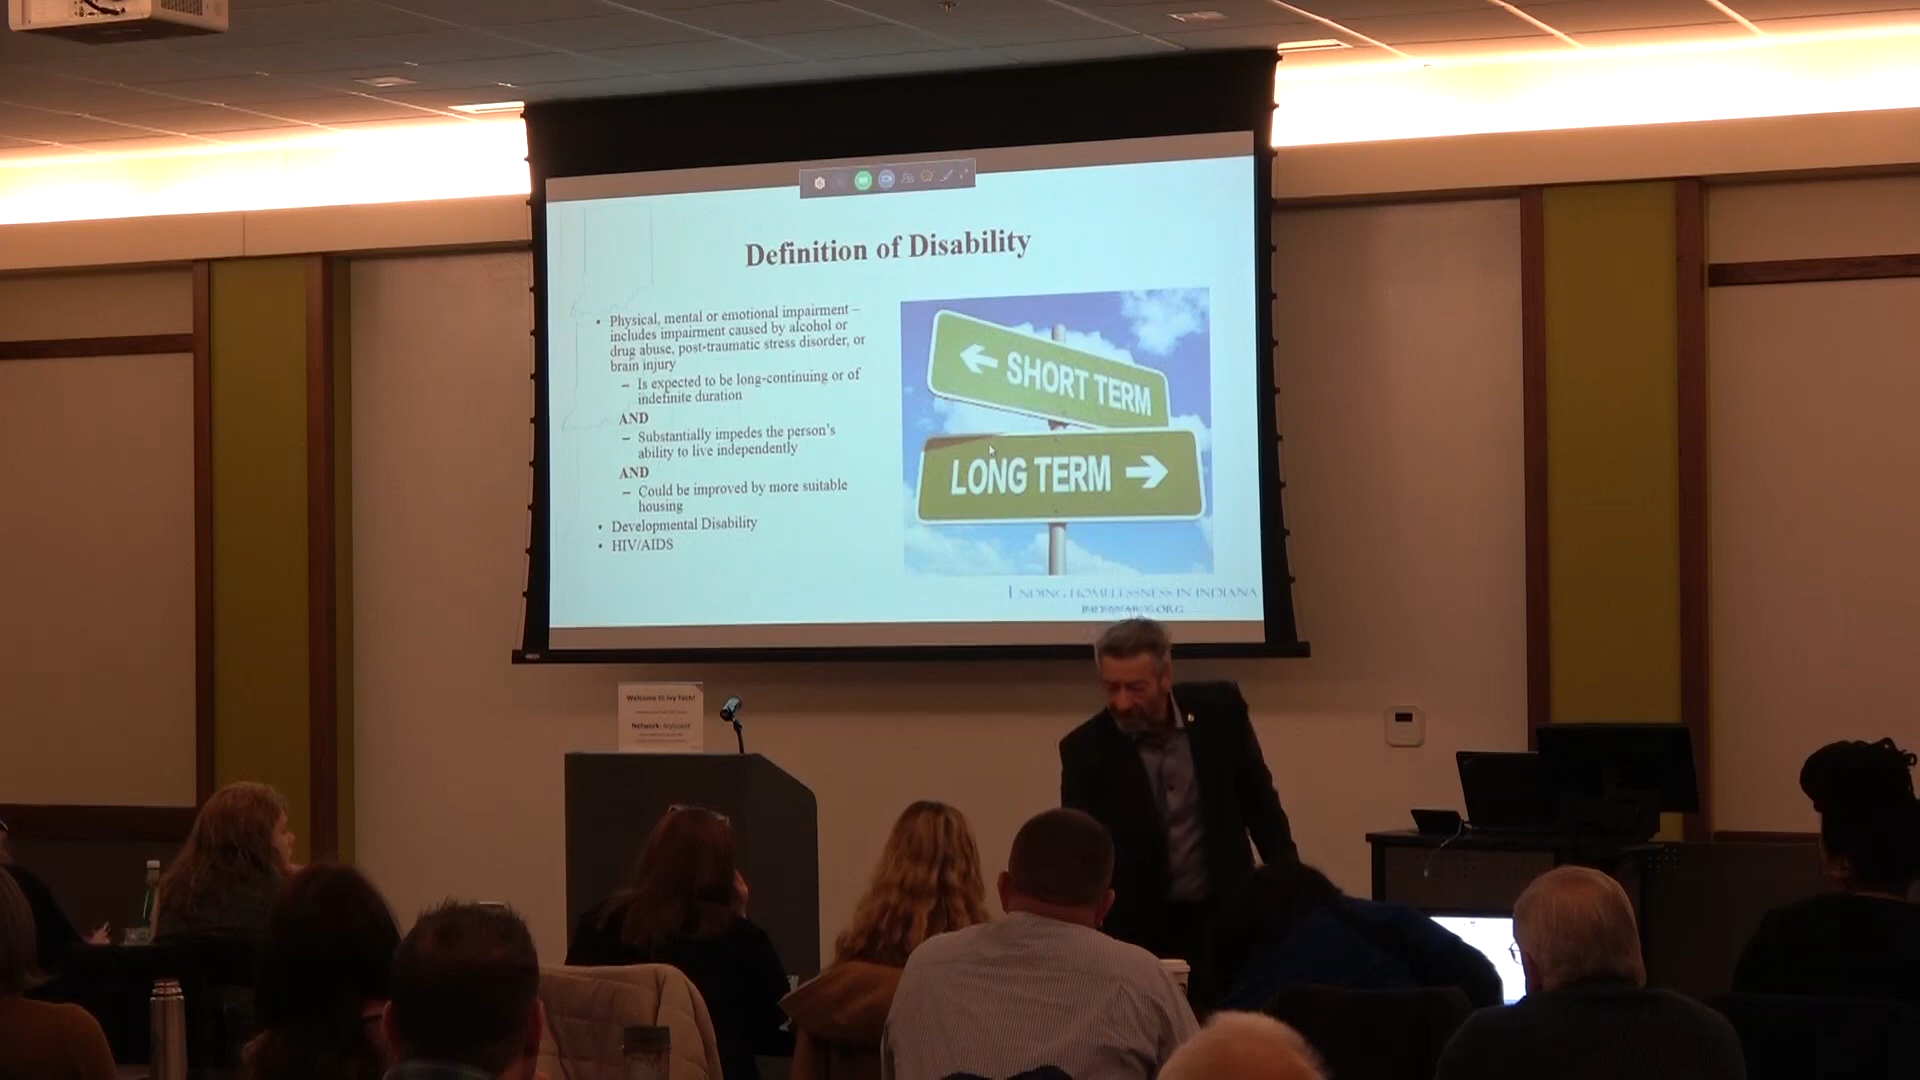 Definition of Disability
• Physical, mental or emotional impairment –
includes impairment caused by alcohol or
drug abuse, post-traumatic stress disorder, or
brain injury
– Is expected to be long-continuing or of
indefinite duration
AND
– Substantially impedes the person's
ability to live independently
AND
– Could be improved by more suitable
housing
• Developmental Disability
• HIV/AIDS
SHORT TERM
LONG TERM
ENDING HOMELESSNESS IN INDIANA
Welcome to Ivy Tech!
Network: IvyGuest